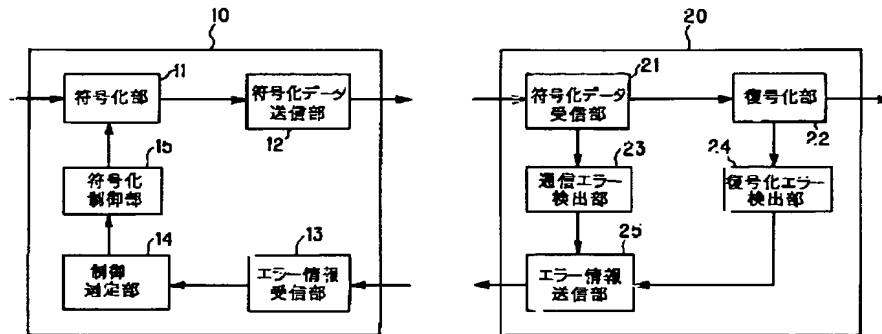 10
11
符号化部
符号化データ
送信部
12
15
符号化
制御部
14
制御
選定部
13
エラー情報
受信部
20
21
符号化データ
受信部
復号化部
22
23
通信エラー
検出部
24
復号化エラー
検出部
25
エラー情報
送信部